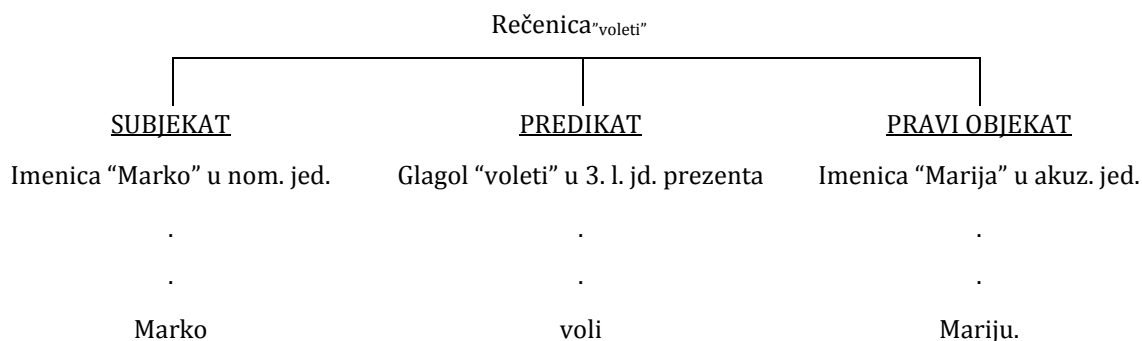 Rečenica”voleti”
SUBJEKAT PREDIKAT PRAVI OBJEKAT
Imenica “Marko” u nom. jed. Glagol “voleti” u 3. l. jd. prezenta Imenica “Marija” u akuz. jed.
. . .
. . .
Marko voli Mariju.